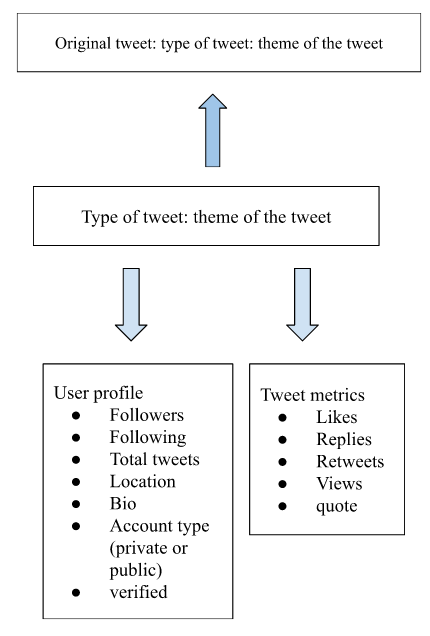 Original tweet: type of tweet: theme of the tweet
Type of tweet: theme of the tweet
User profile
● Followers
● Following
● Total tweets
● Location
● Bio
● Account type
(private or
public)
● verified
Tweet metrics
● Likes
● Replies
● Retweets
● Views
● quote